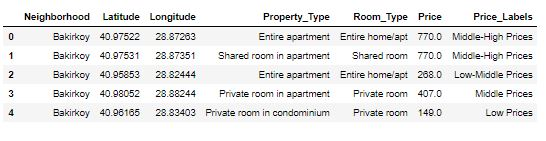 Neighborhood Latitude Longitude Property_Type Room_Type Price Price_Labels
0 Bakirkoy 40.97522 28.87263 Entire apartment Entire home/apt 770.0 Middle-High Prices
1 Bakirkoy 40.97531 28.87351 Shared room in apartment Shared room 770.0 Middle-High Prices
2 Bakirkoy 40.95853 28.82444 Entire apartment Entire home/apt 268.0 Low-Middle Prices
3 Bakirkoy 40.98052 28.88244 Private room in apartment Private room 407.0 Middle Prices
4 Bakirkoy 40.96165 28.83403 Private room in condominium Private room 149.0 Low Prices